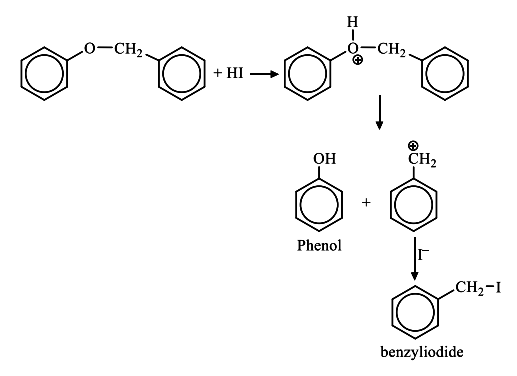 H
O—CH₂ + HI ⟶ O—CH₂
⊕
⊕
OH CH₂
+
Phenol
I⁻
CH₂–I
benzyliodide